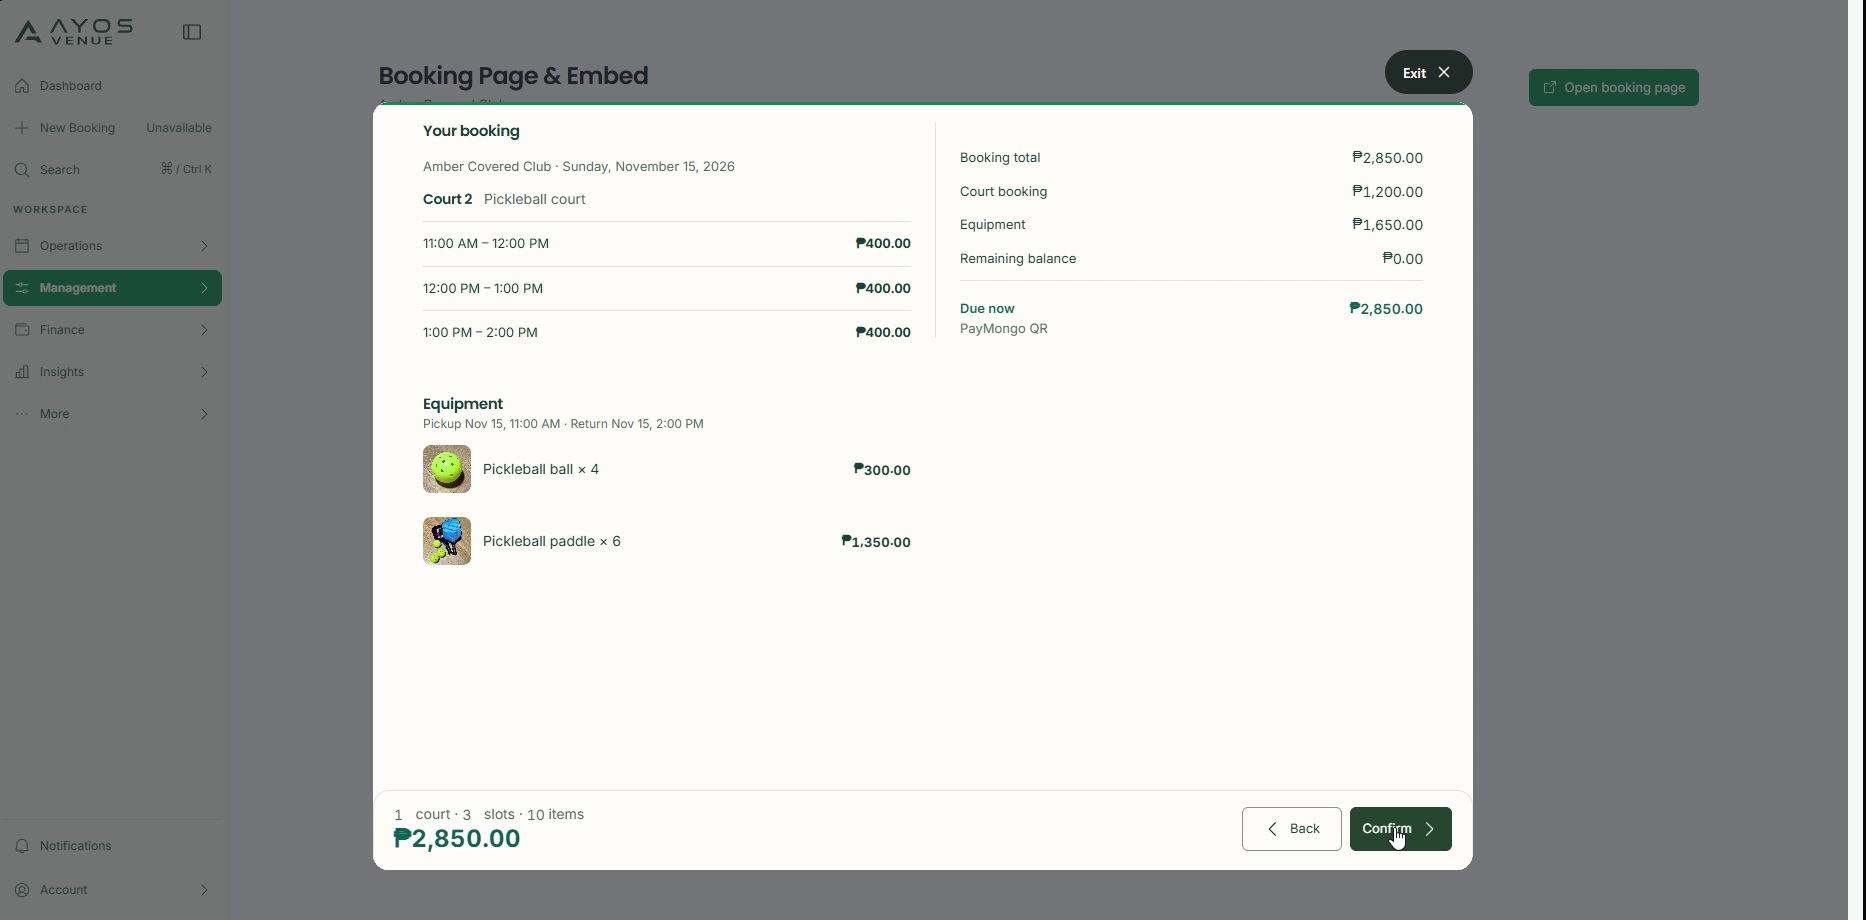 AYOS
VENUE
Dashboard
New Booking Unavailable
Search ⌘ / Ctrl K
WORKSPACE
Operations
Management
Finance
Insights
More
Notifications
Account
Booking Page & Embed
Exit
Open booking page
Your booking
Amber Covered Club · Sunday, November 15, 2026
Court 2 Pickleball court
11:00 AM – 12:00 PM ₱400.00
12:00 PM – 1:00 PM ₱400.00
1:00 PM – 2:00 PM ₱400.00
Booking total ₱2,850.00
Court booking ₱1,200.00
Equipment ₱1,650.00
Remaining balance ₱0.00
Due now ₱2,850.00
PayMongo QR
Equipment
Pickup Nov 15, 11:00 AM · Return Nov 15, 2:00 PM
Pickleball ball × 4 ₱300.00
Pickleball paddle × 6 ₱1,350.00
1 court · 3 slots · 10 items
₱2,850.00
Back
Confirm